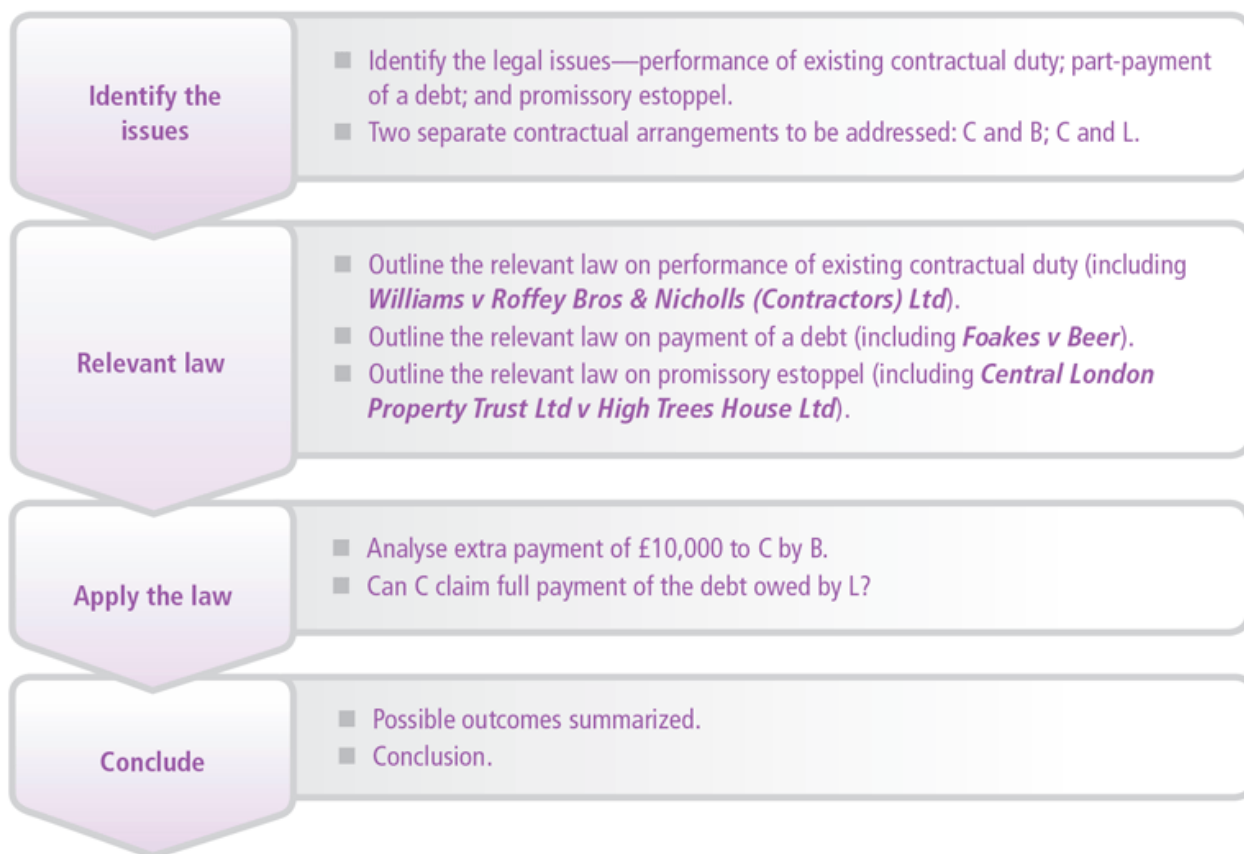 Identify the
issues
■ Identify the legal issues—performance of existing contractual duty; part-payment
of a debt; and promissory estoppel.
■ Two separate contractual arrangements to be addressed: C and B; C and L.
Relevant law
■ Outline the relevant law on performance of existing contractual duty (including
Williams v Roffey Bros & Nicholls (Contractors) Ltd).
■ Outline the relevant law on payment of a debt (including Foakes v Beer).
■ Outline the relevant law on promissory estoppel (including Central London
Property Trust Ltd v High Trees House Ltd).
Apply the law
■ Analyse extra payment of £10,000 to C by B.
■ Can C claim full payment of the debt owed by L?
Conclude
■ Possible outcomes summarized.
■ Conclusion.